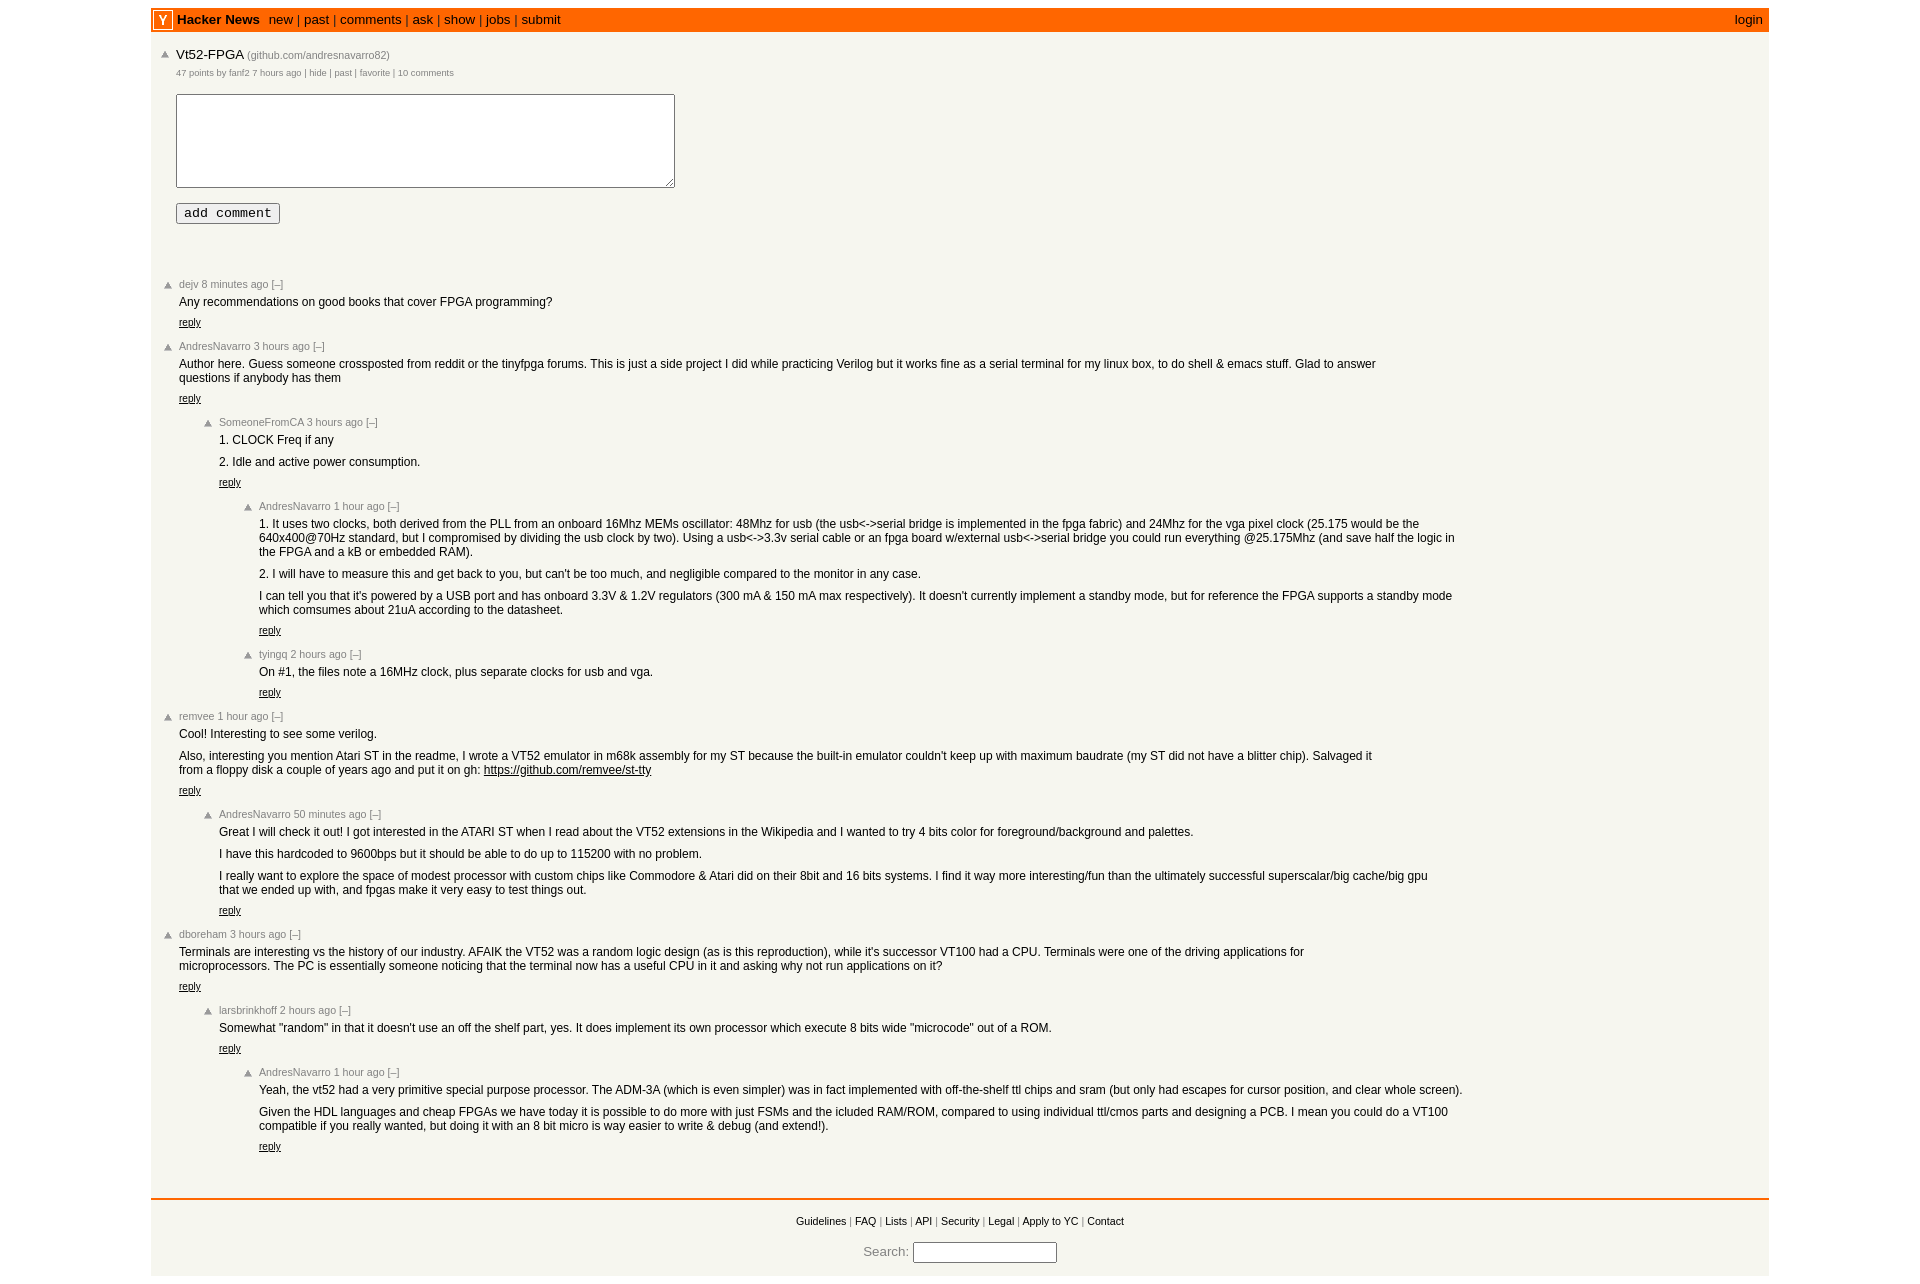 Y Hacker News new | past | comments | ask | show | jobs | submit login
Vt52-FPGA (github.com/andresnavarro82)
47 points by fanf2 7 hours ago | hide | past | favorite | 10 comments
add comment
dejv 8 minutes ago [–]
Any recommendations on good books that cover FPGA programming?
reply
AndresNavarro 3 hours ago [–]
Author here. Guess someone crossposted from reddit or the tinyfpga forums. This is just a side project I did while practicing Verilog but it works fine as a serial terminal for my linux box, to do shell & emacs stuff. Glad to answer
questions if anybody has them
reply
SomeoneFromCA 3 hours ago [–]
1. CLOCK Freq if any
2. Idle and active power consumption.
reply
AndresNavarro 1 hour ago [–]
1. It uses two clocks, both derived from the PLL from an onboard 16Mhz MEMs oscillator: 48Mhz for usb (the usb<->serial bridge is implemented in the fpga fabric) and 24Mhz for the vga pixel clock (25.175 would be the
640x400@70Hz standard, but I compromised by dividing the usb clock by two). Using a usb<->3.3v serial cable or an fpga board w/external usb<->serial bridge you could run everything @25.175Mhz (and save half the logic in
the FPGA and a kB or embedded RAM).
2. I will have to measure this and get back to you, but can't be too much, and negligible compared to the monitor in any case.
I can tell you that it's powered by a USB port and has onboard 3.3V & 1.2V regulators (300 mA & 150 mA max respectively). It doesn't currently implement a standby mode, but for reference the FPGA supports a standby mode
which comsumes about 21uA according to the datasheet.
reply
tyingq 2 hours ago [–]
On #1, the files note a 16MHz clock, plus separate clocks for usb and vga.
reply
remvee 1 hour ago [–]
Cool! Interesting to see some verilog.
Also, interesting you mention Atari ST in the readme, I wrote a VT52 emulator in m68k assembly for my ST because the built-in emulator couldn't keep up with maximum baudrate (my ST did not have a blitter chip). Salvaged it
from a floppy disk a couple of years ago and put it on gh: https://github.com/remvee/st-tty
reply
AndresNavarro 50 minutes ago [–]
Great I will check it out! I got interested in the ATARI ST when I read about the VT52 extensions in the Wikipedia and I wanted to try 4 bits color for foreground/background and palettes.
I have this hardcoded to 9600bps but it should be able to do up to 115200 with no problem.
I really want to explore the space of modest processor with custom chips like Commodore & Atari did on their 8bit and 16 bits systems. I find it way more interesting/fun than the ultimately successful superscalar/big cache/big gpu
that we ended up with, and fpgas make it very easy to test things out.
reply
dboreham 3 hours ago [–]
Terminals are interesting vs the history of our industry. AFAIK the VT52 was a random logic design (as is this reproduction), while it's successor VT100 had a CPU. Terminals were one of the driving applications for
microprocessors. The PC is essentially someone noticing that the terminal now has a useful CPU in it and asking why not run applications on it?
reply
larsbrinkhoff 2 hours ago [–]
Somewhat "random" in that it doesn't use an off the shelf part, yes. It does implement its own processor which execute 8 bits wide "microcode" out of a ROM.
reply
AndresNavarro 1 hour ago [–]
Yeah, the vt52 had a very primitive special purpose processor. The ADM-3A (which is even simpler) was in fact implemented with off-the-shelf ttl chips and sram (but only had escapes for cursor position, and clear whole screen).
Given the HDL languages and cheap FPGAs we have today it is possible to do more with just FSMs and the icluded RAM/ROM, compared to using individual ttl/cmos parts and designing a PCB. I mean you could do a VT100
compatible if you really wanted, but doing it with an 8 bit micro is way easier to write & debug (and extend!).
reply
Guidelines | FAQ | Lists | API | Security | Legal | Apply to YC | Contact
Search: